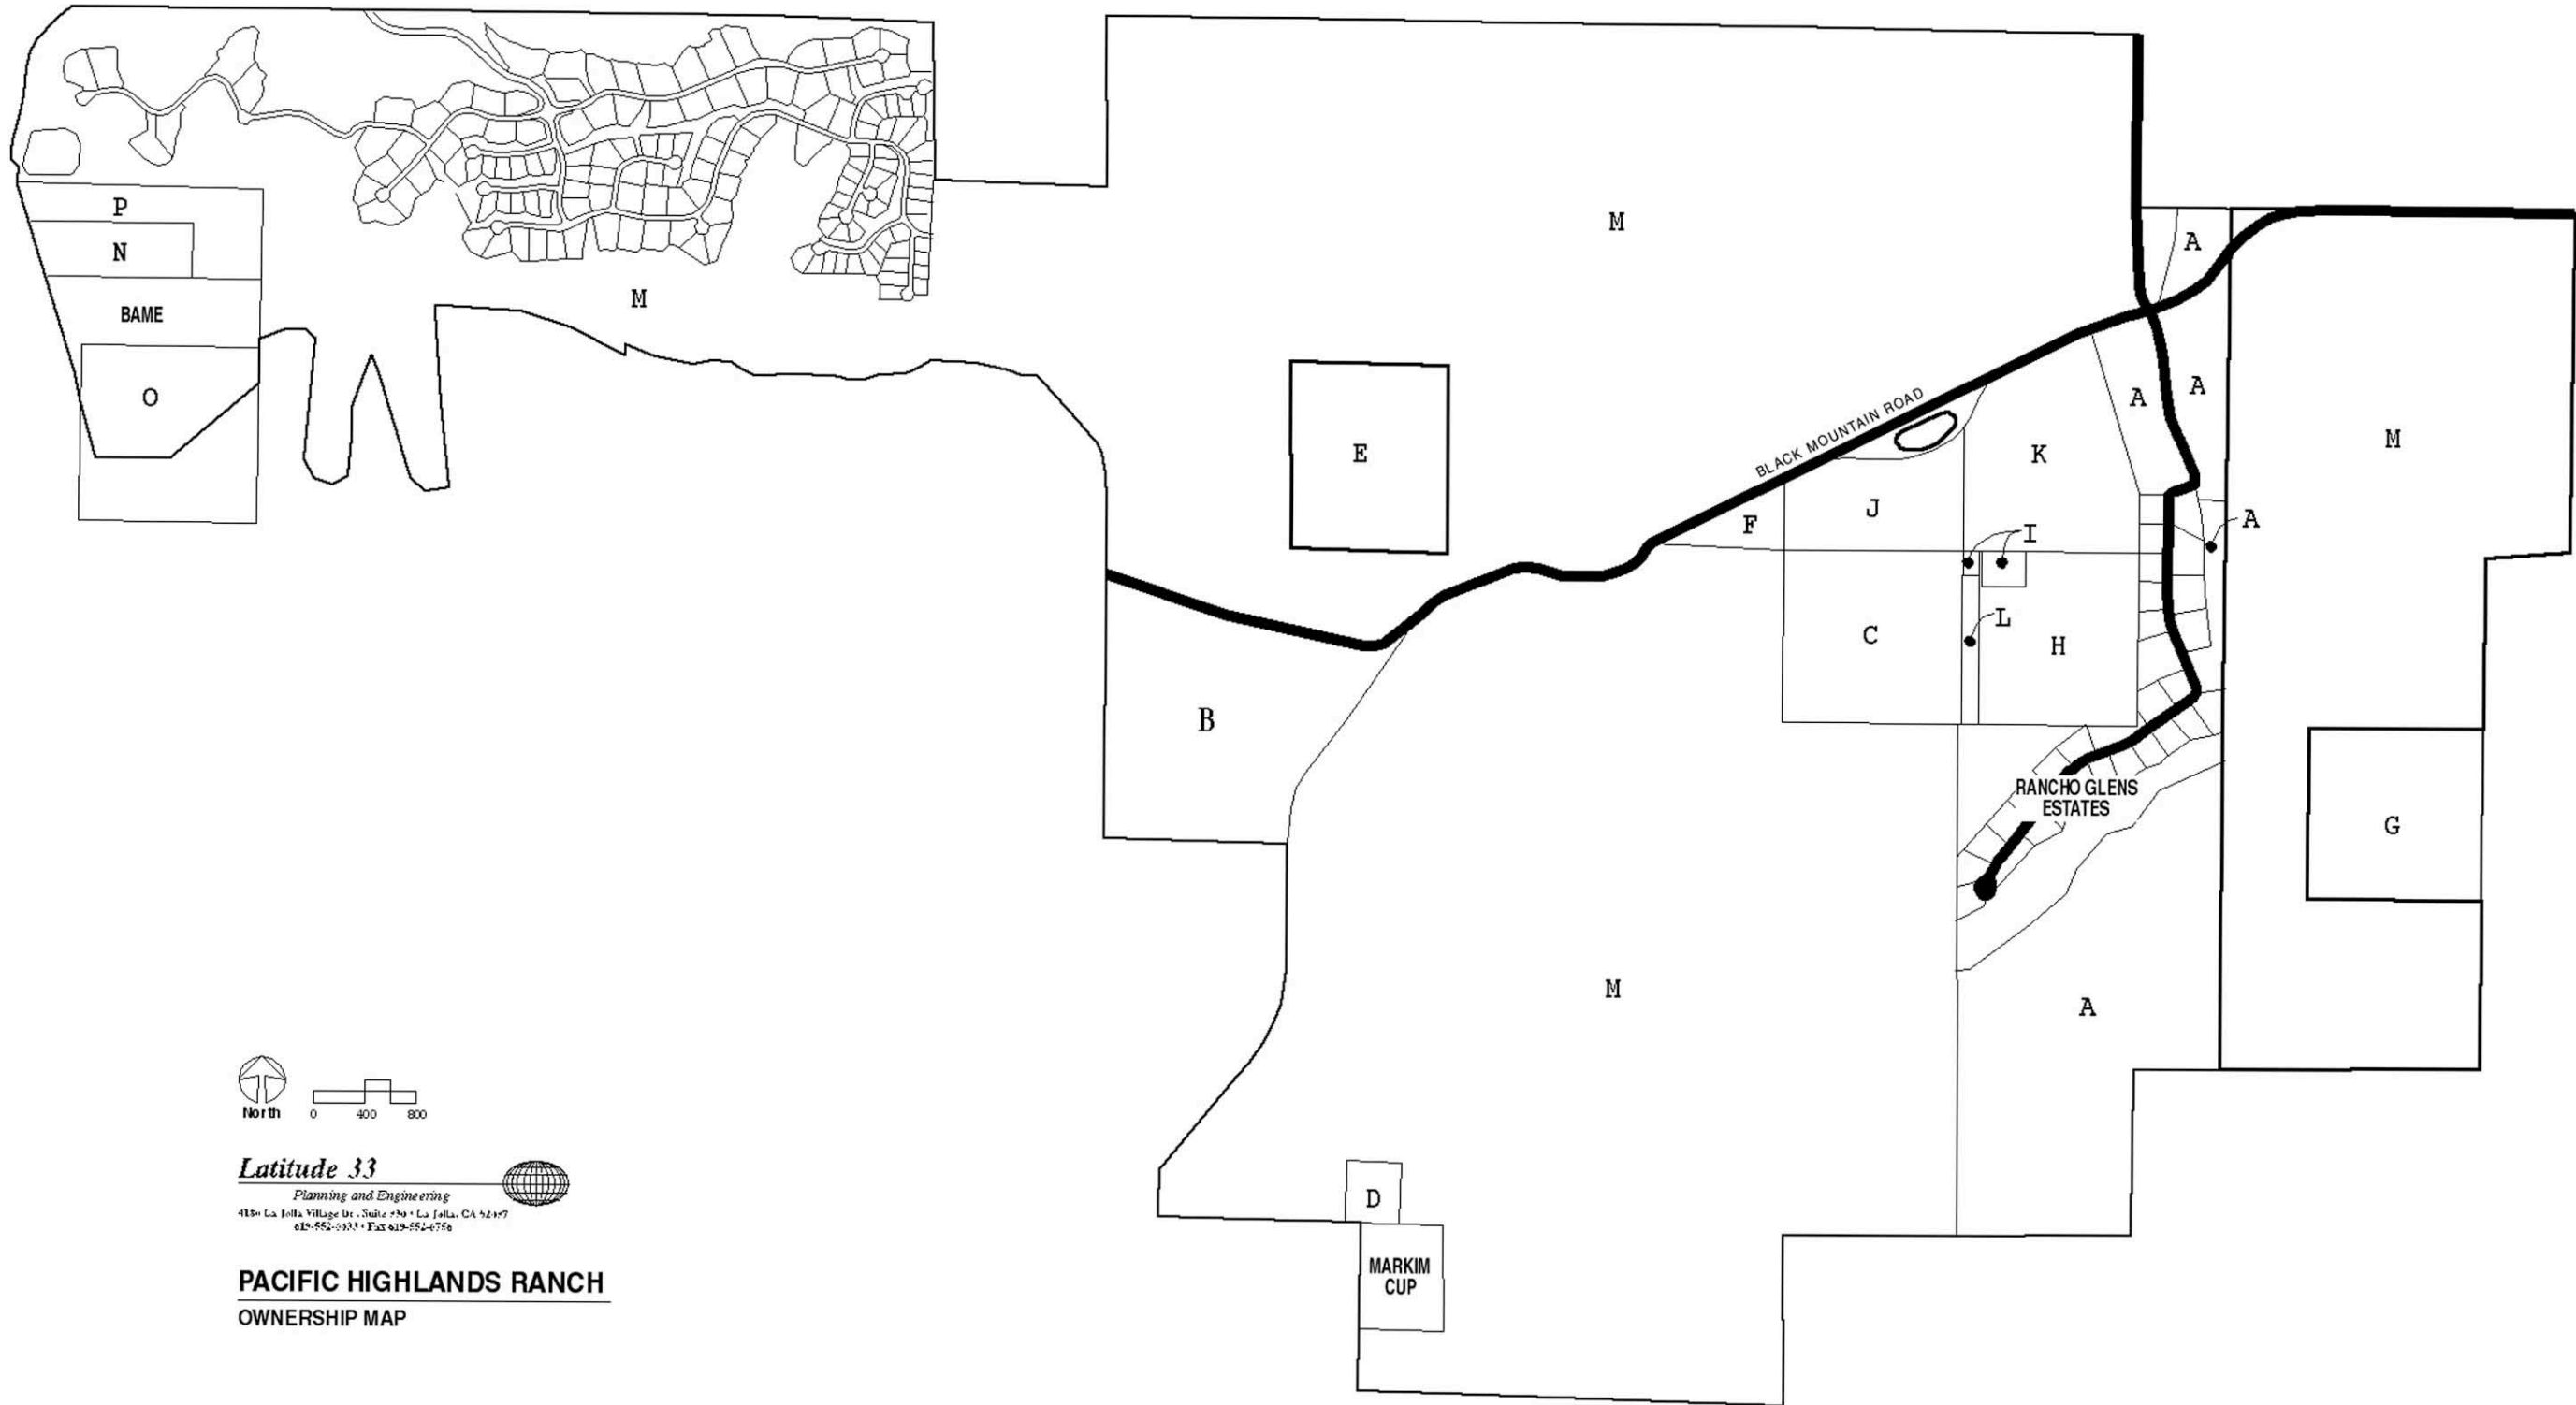 P
N
BAME
O
M
M
E
BLACK MOUNTAIN ROAD
A
A
A
K
J
F
I
A
M
L
C
H
B
RANCHO GLENS
ESTATES
G
M
A
D
MARKIM
CUP
North
0 400 800
Latitude 33
Planning and Engineering
PACIFIC HIGHLANDS RANCH
OWNERSHIP MAP